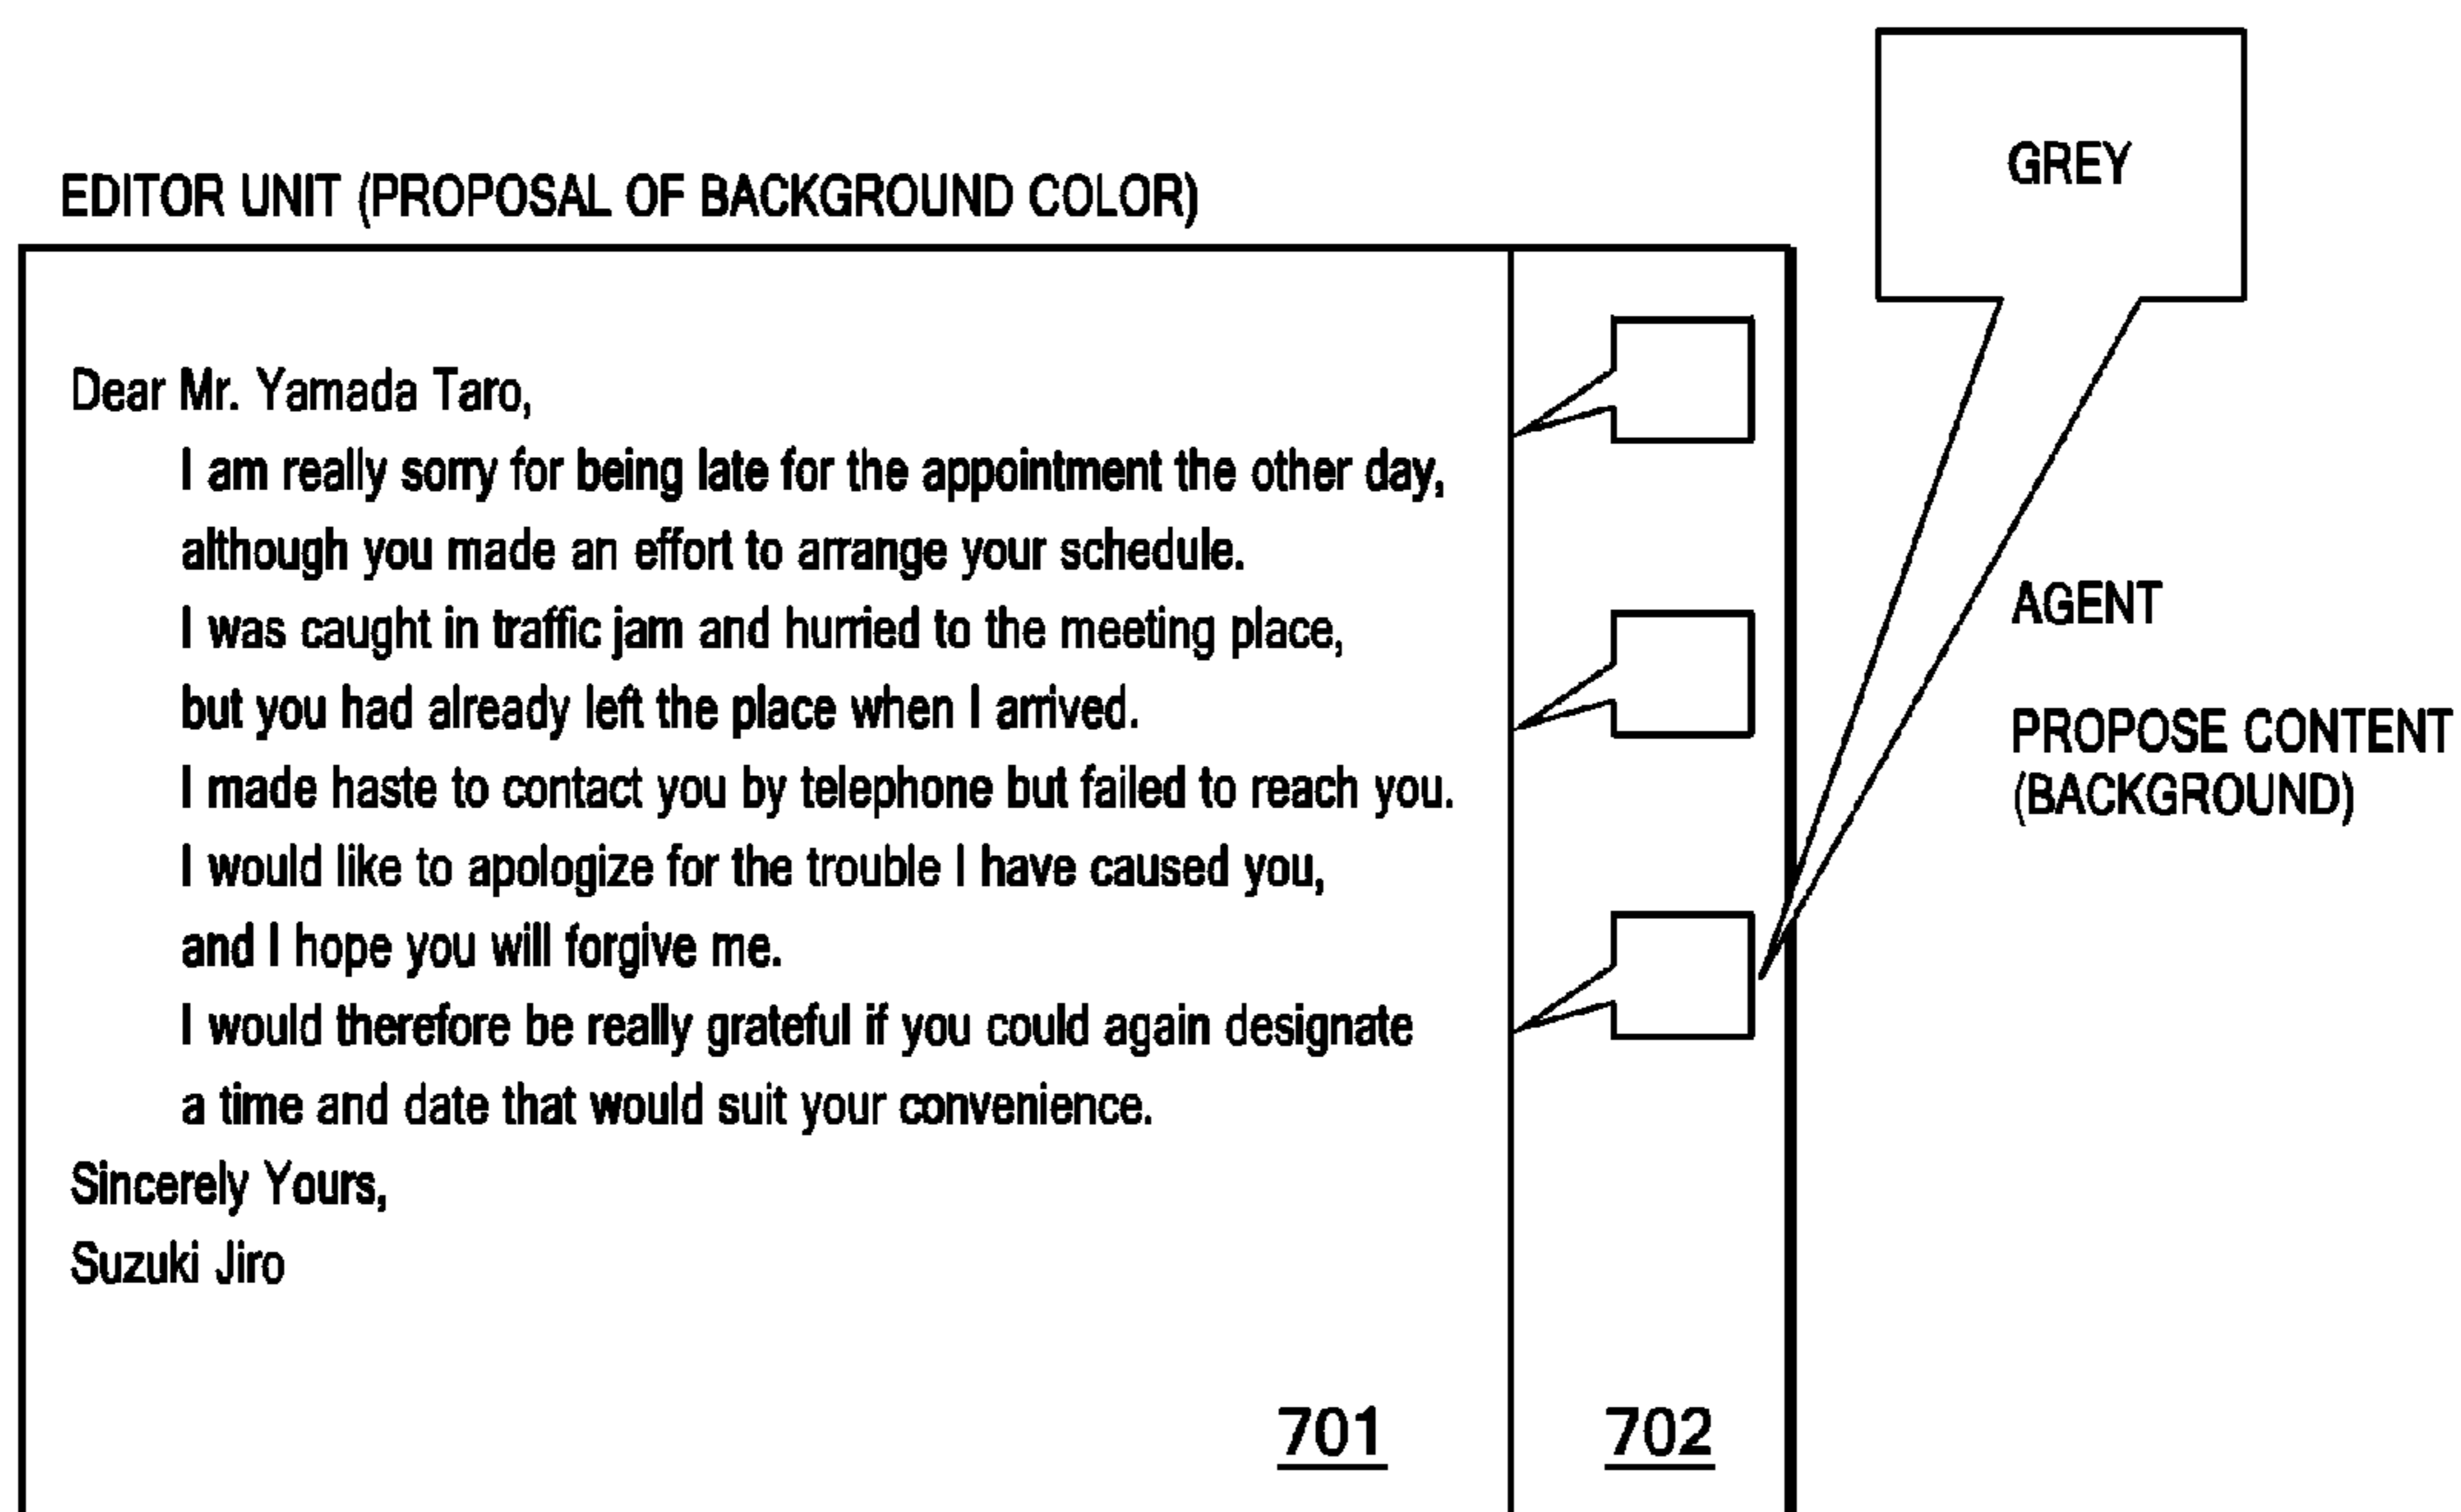 GREY
EDITOR UNIT (PROPOSAL OF BACKGROUND COLOR)
Dear Mr. Yamada Taro,
I am really sorry for being late for the appointment the other day,
although you made an effort to arrange your schedule.
I was caught in traffic jam and hurried to the meeting place,
but you had already left the place when I arrived.
I made haste to contact you by telephone but failed to reach you.
I would like to apologize for the trouble I have caused you,
and I hope you will forgive me.
I would therefore be really grateful if you could again designate
a time and date that would suit your convenience.
Sincerely Yours,
Suzuki Jiro
AGENT
PROPOSE CONTENT
(BACKGROUND)
701
702